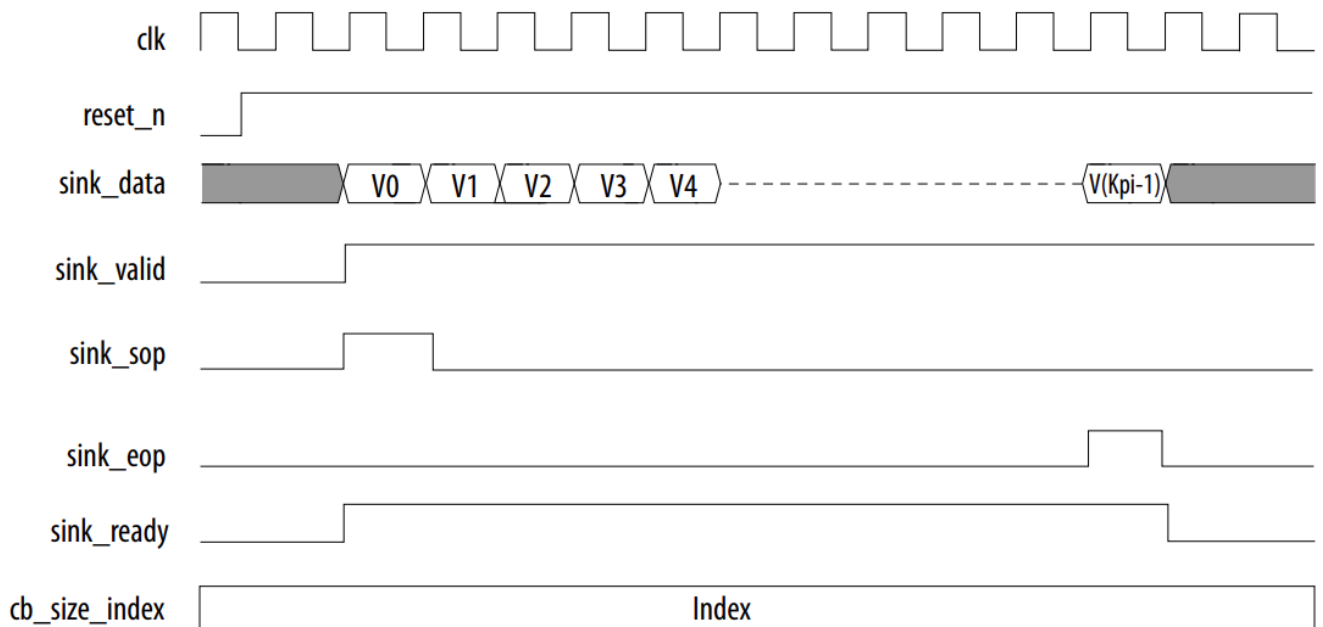 clk
reset_n
sink_data V0 V1 V2 V3 V4 V(Kpi-1)
sink_valid
sink_sop
sink_eop
sink_ready
cb_size_index Index